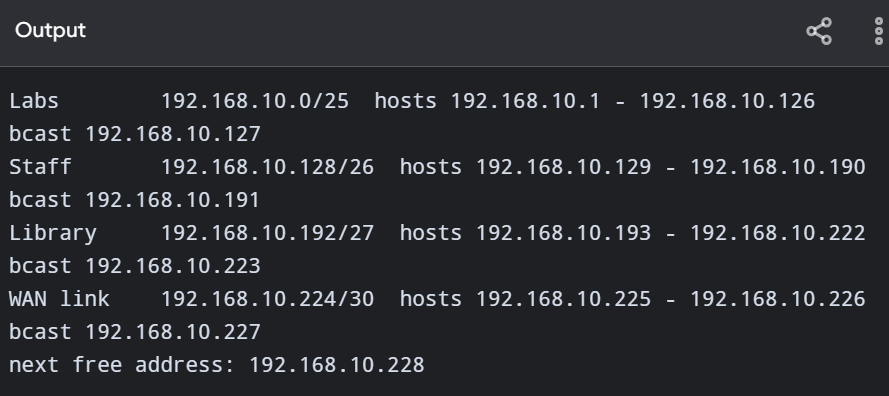 Output
Labs        192.168.10.0/25  hosts 192.168.10.1 - 192.168.10.126
bcast 192.168.10.127
Staff       192.168.10.128/26  hosts 192.168.10.129 - 192.168.10.190
bcast 192.168.10.191
Library     192.168.10.192/27  hosts 192.168.10.193 - 192.168.10.222
bcast 192.168.10.223
WAN link    192.168.10.224/30  hosts 192.168.10.225 - 192.168.10.226
bcast 192.168.10.227
next free address: 192.168.10.228